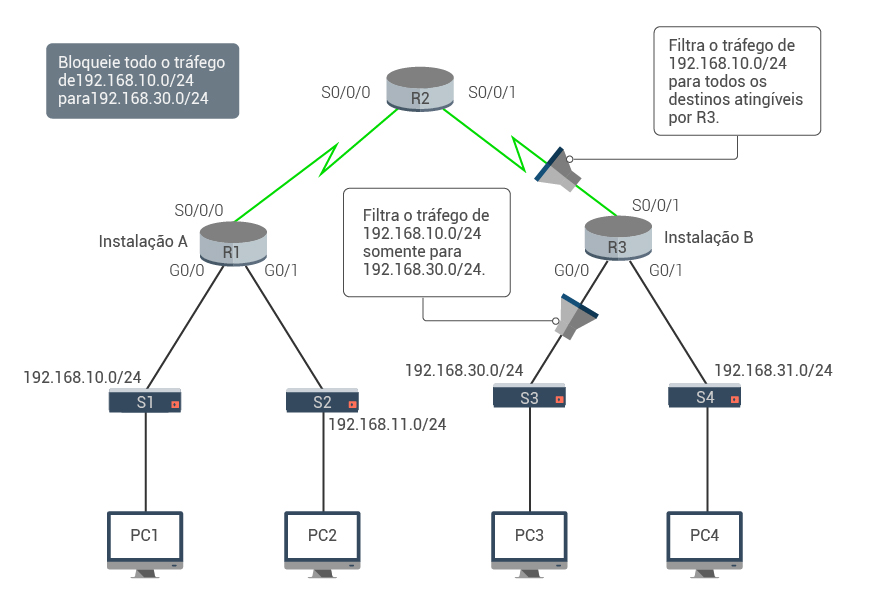 Bloqueie todo o tráfego
de192.168.10.0/24
para192.168.30.0/24
Filtra o tráfego de
192.168.10.0/24
para todos os
destinos atingíveis
por R3.
S0/0/0
R2
S0/0/1
Filtra o tráfego de
192.168.10.0/24
somente para
192.168.30.0/24.
S0/0/0
Instalação A
R1
G0/0
G0/1
S0/0/1
R3
Instalação B
G0/0
G0/1
192.168.10.0/24
S1
S2
192.168.11.0/24
192.168.30.0/24
S3
192.168.31.0/24
S4
PC1
PC2
PC3
PC4